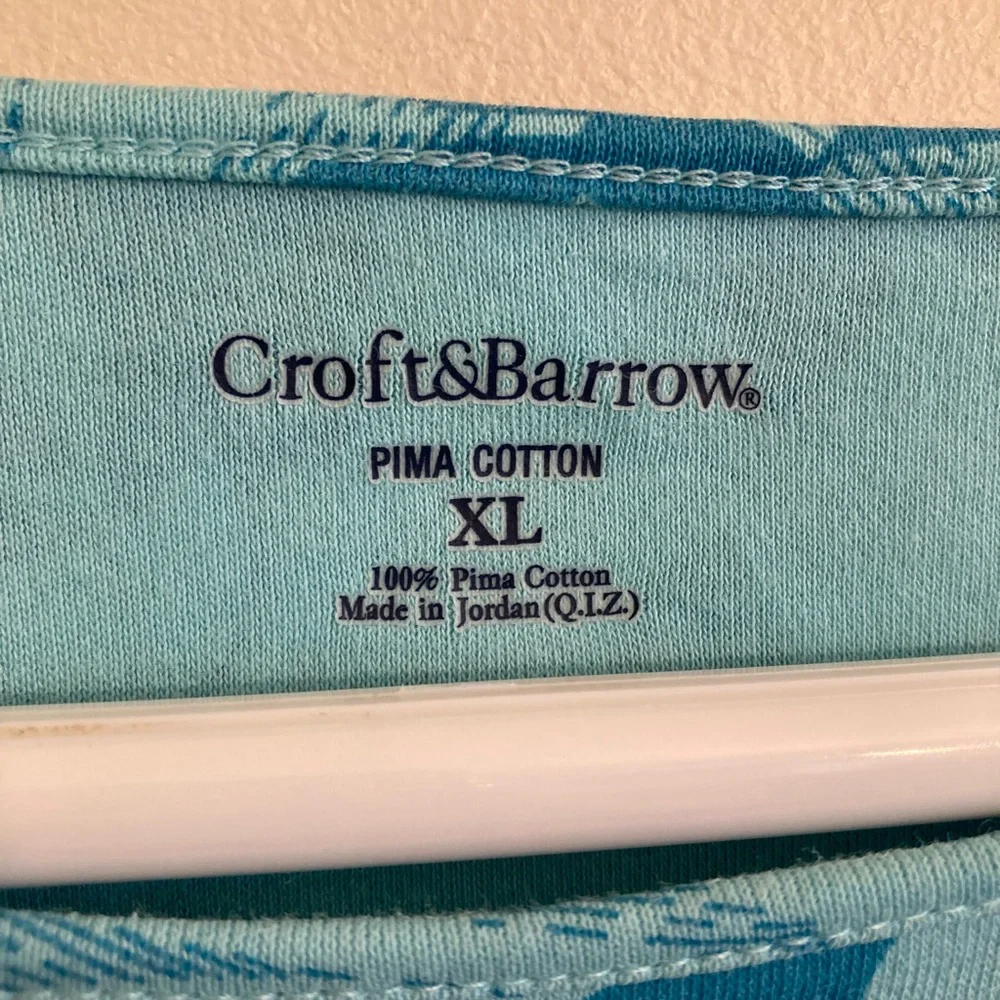 Croft&Barrow®
PIMA COTTON
XL
100% Pima Cotton
Made in Jordan(Q.I.Z.)